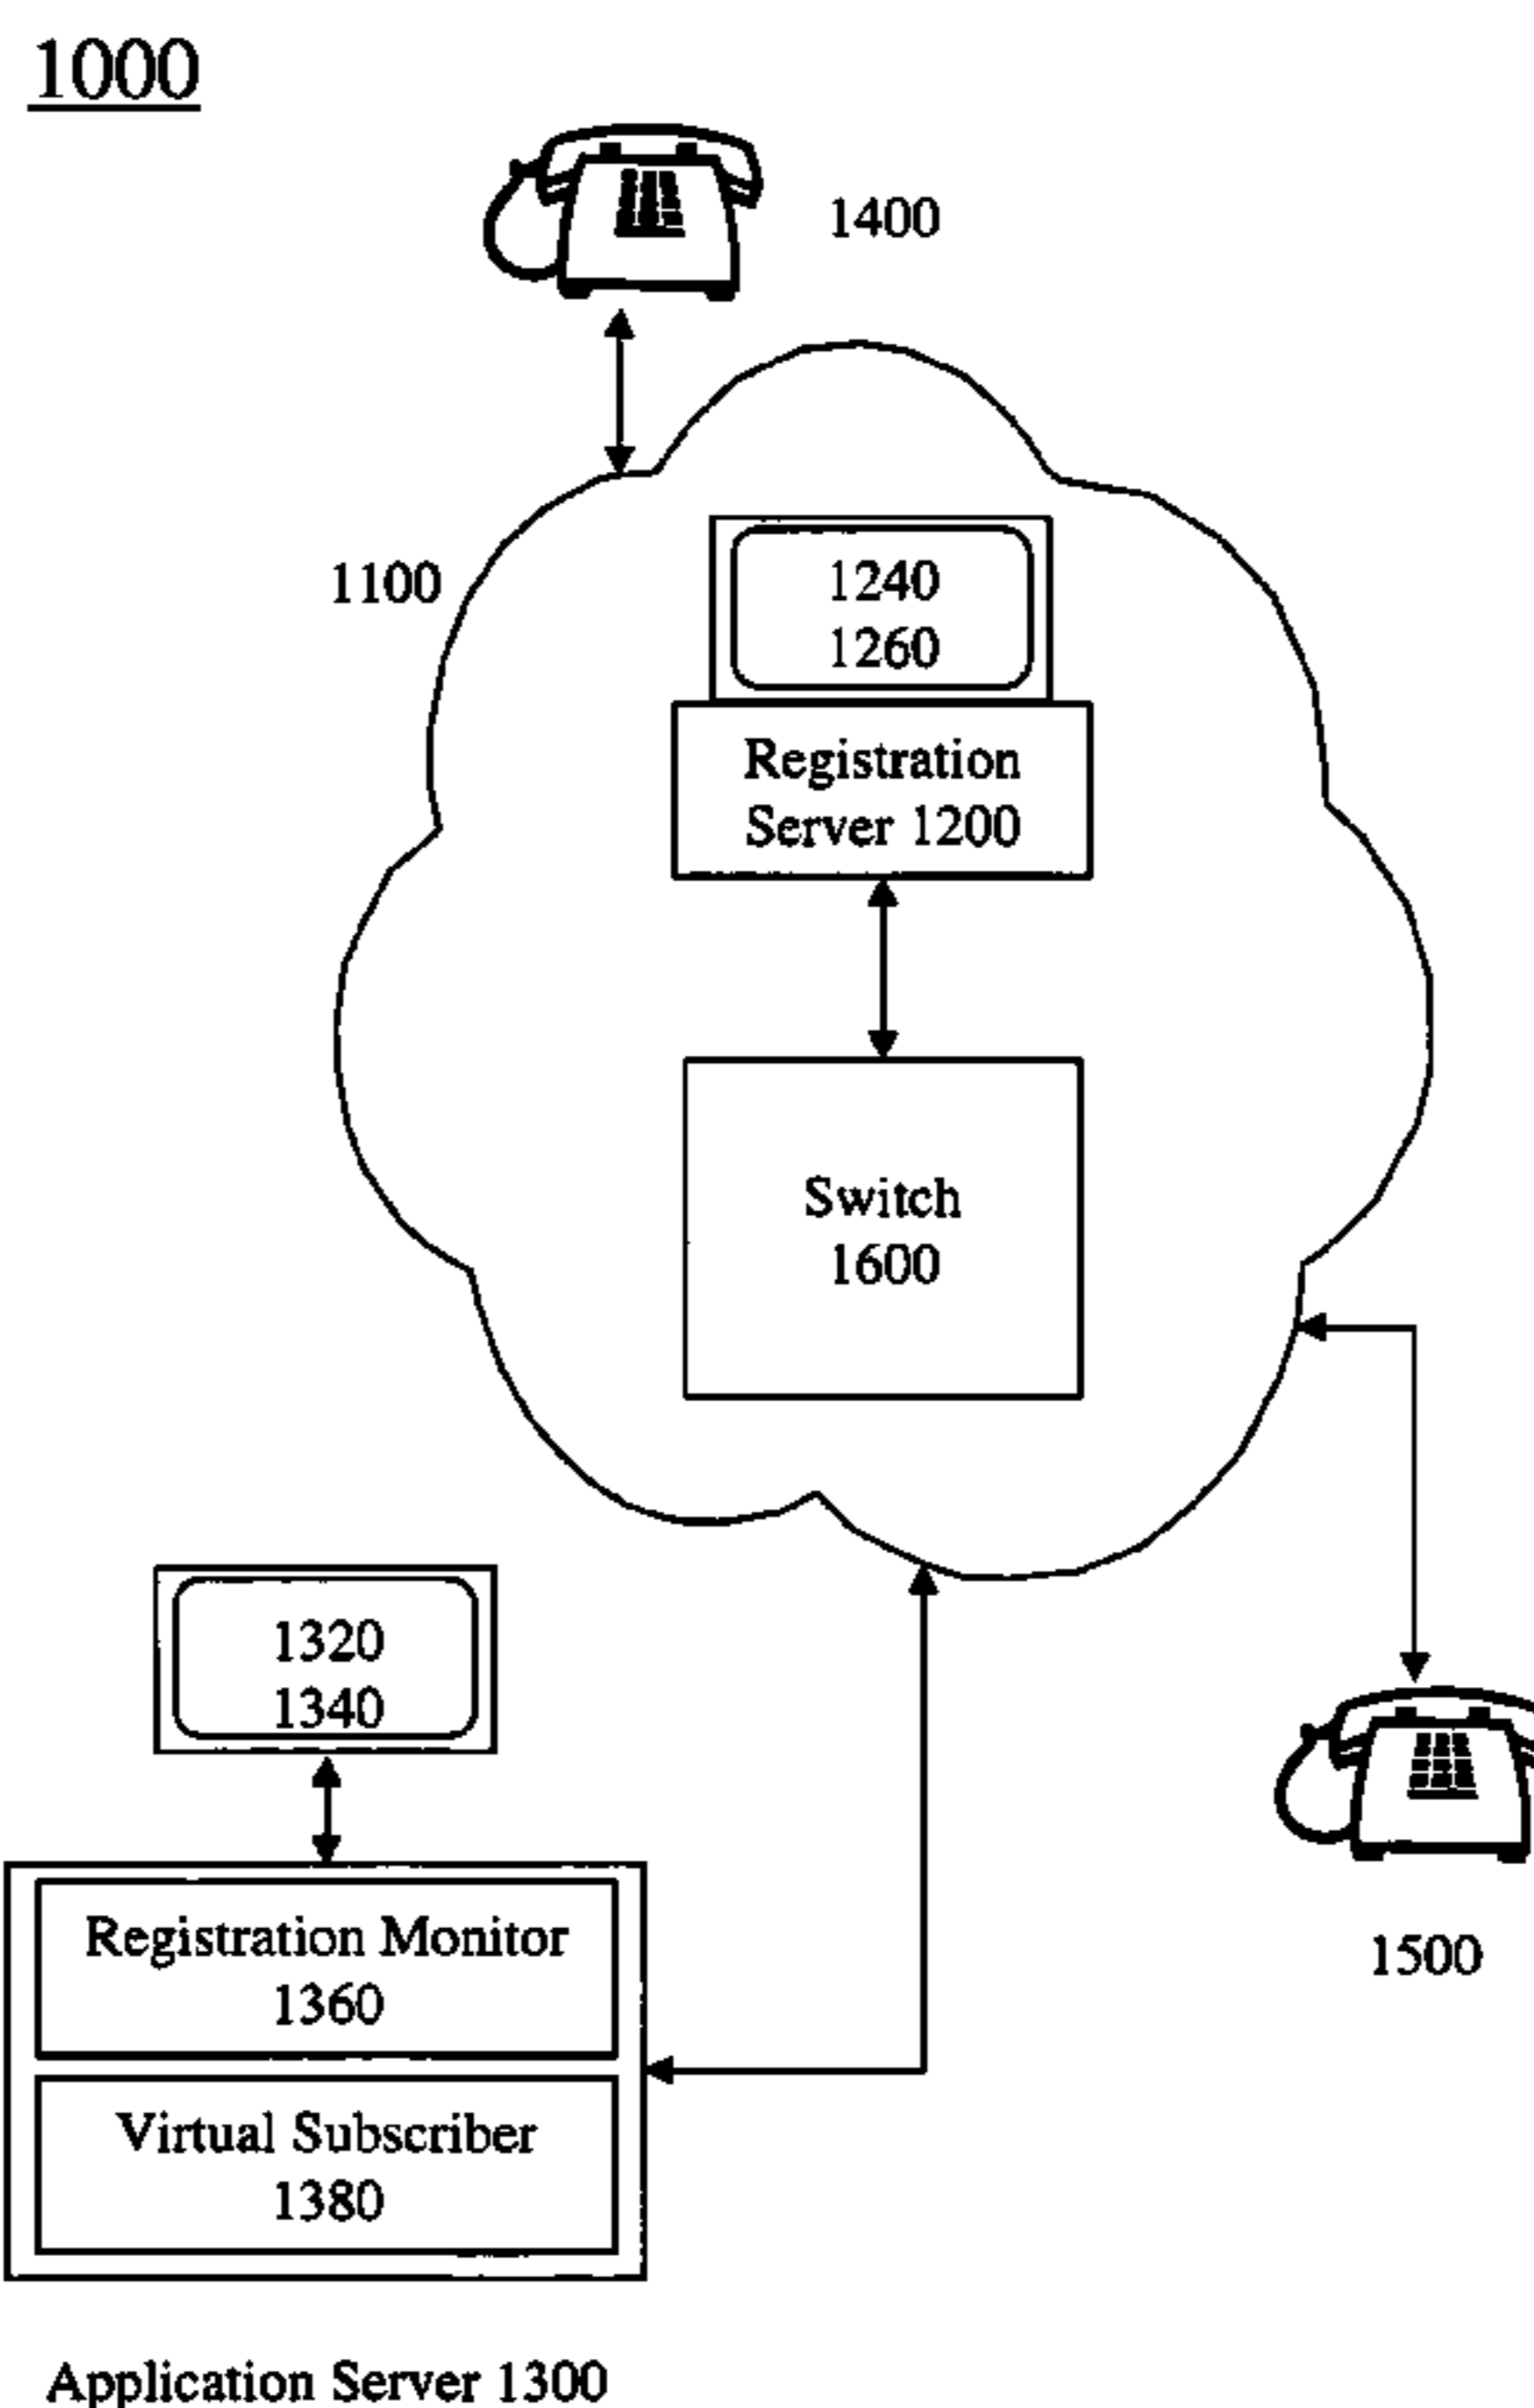 1000
1400
1100
1240
1260
Registration
Server 1200
Switch
1600
1320
1340
Registration Monitor
1360
1500
Virtual Subscriber
1380
Application Server 1300